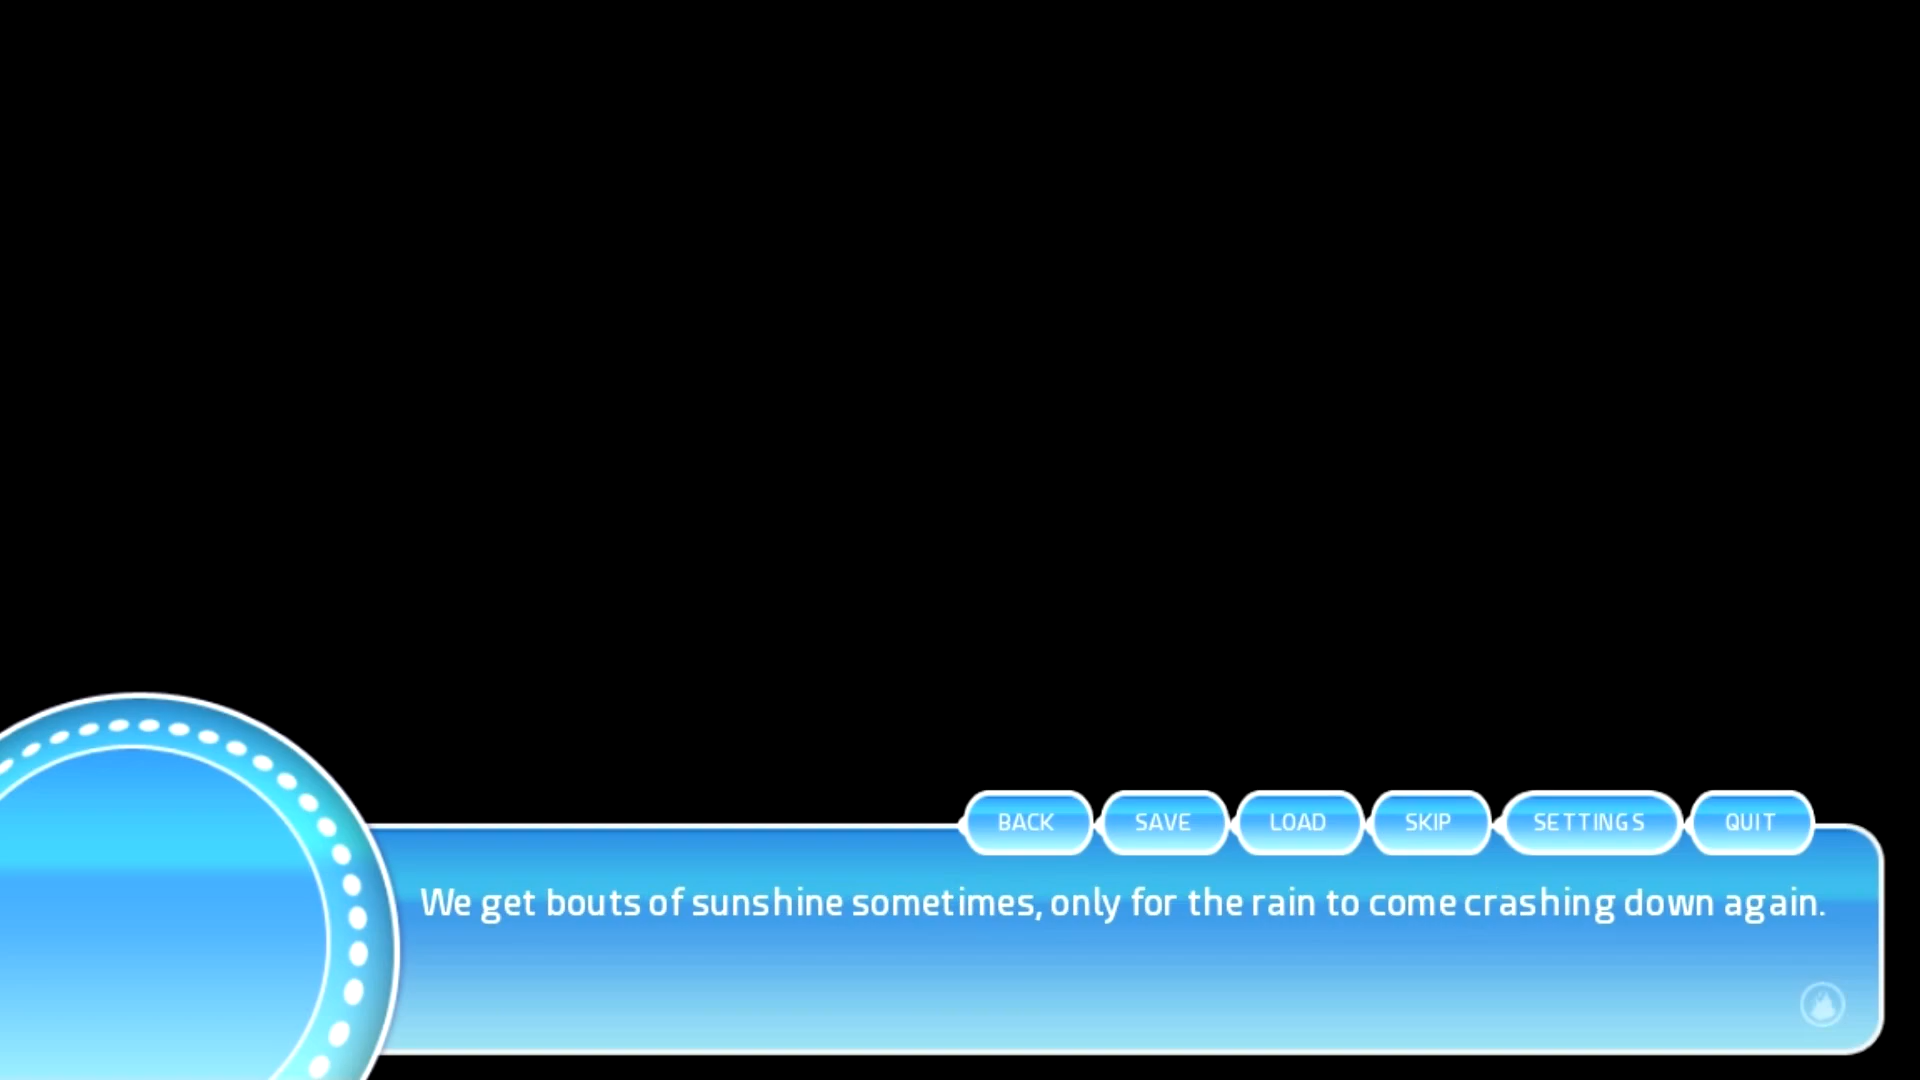 BACK SAVE LOAD SKIP SETTINGS QUIT
We get bouts of sunshine sometimes, only for the rain to come crashing down again.